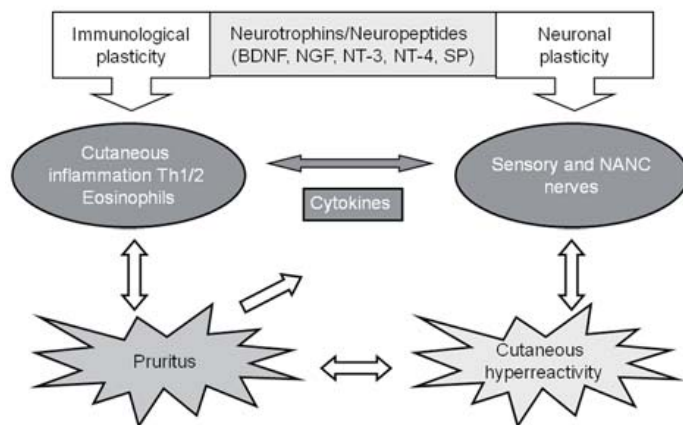 Immunological
plasticity
Neurotrophins/Neuropeptides
(BDNF, NGF, NT-3, NT-4, SP)
Neuronal
plasticity
Cutaneous
inflammation Th1/2
Eosinophils
Cytokines
Sensory and NANC
nerves
Pruritus
Cutaneous
hyperreactivity